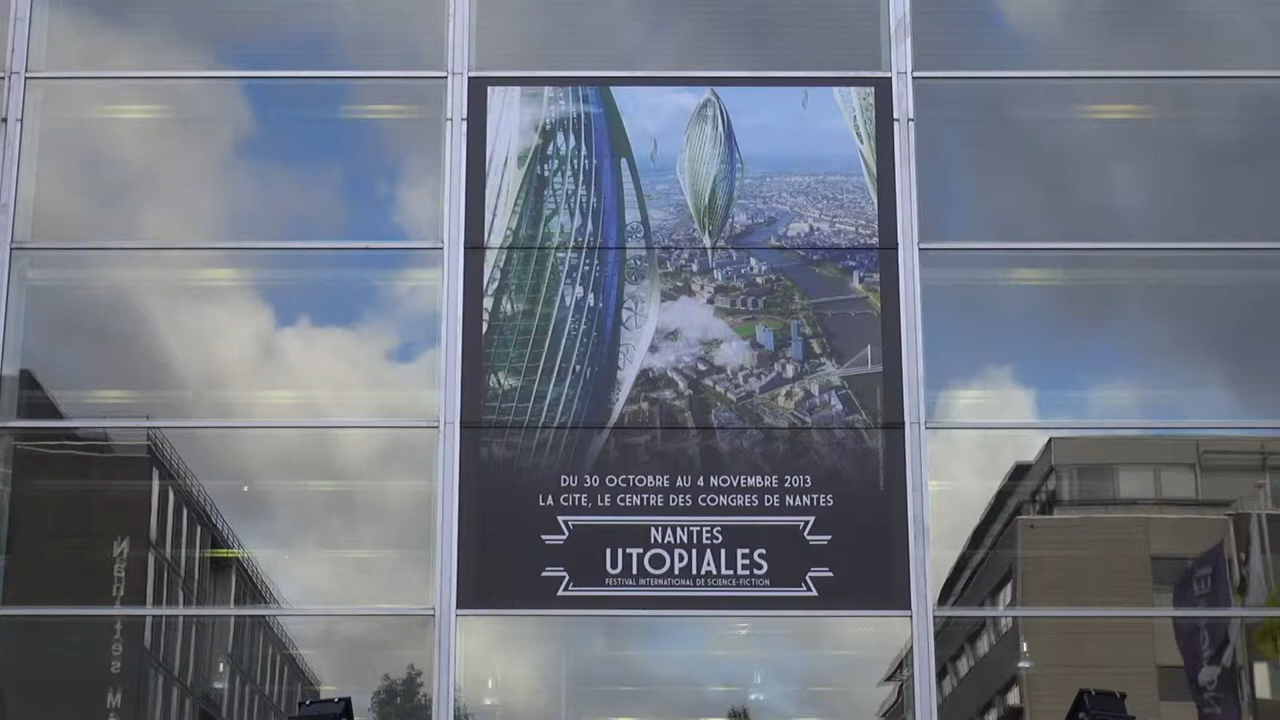 DU 30 OCTOBRE AU 4 NOVEMBRE 2013
LA CITE, LE CENTRE DES CONGRES DE NANTES
NANTES
UTOPIALES
FESTIVAL INTERNATIONAL DE SCIENCE-FICTION
Nantes